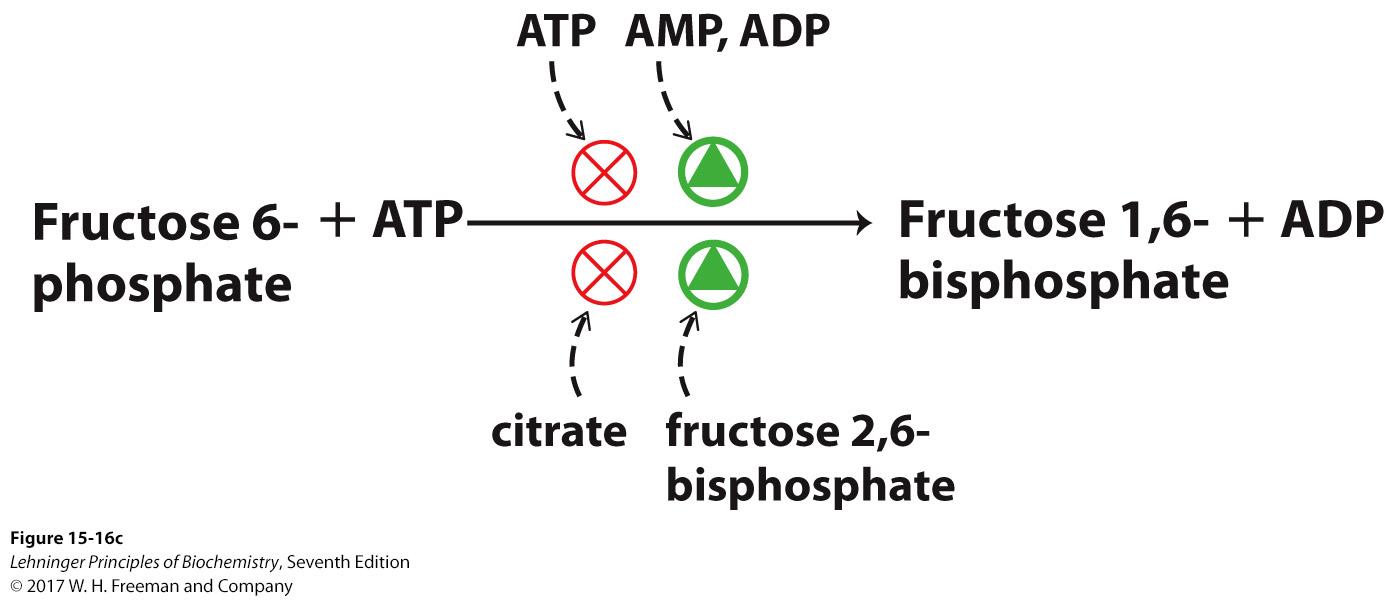 ATP AMP, ADP
Fructose 6- + ATP
phosphate
Fructose 1,6- + ADP
bisphosphate
citrate
fructose 2,6-
bisphosphate
Figure 15-16c
Lehninger Principles of Biochemistry, Seventh Edition
© 2017 W. H. Freeman and Company